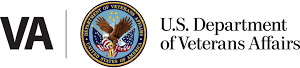 VA
U.S. Department
of Veterans Affairs